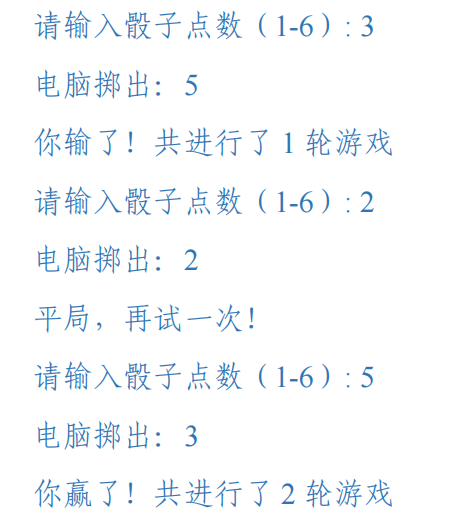 请输入骰子点数（1-6）: 3
电脑掷出：5
你输了！共进行了 1 轮游戏
请输入骰子点数（1-6）: 2
电脑掷出：2
平局，再试一次！
请输入骰子点数（1-6）: 5
电脑掷出：3
你赢了！共进行了 2 轮游戏